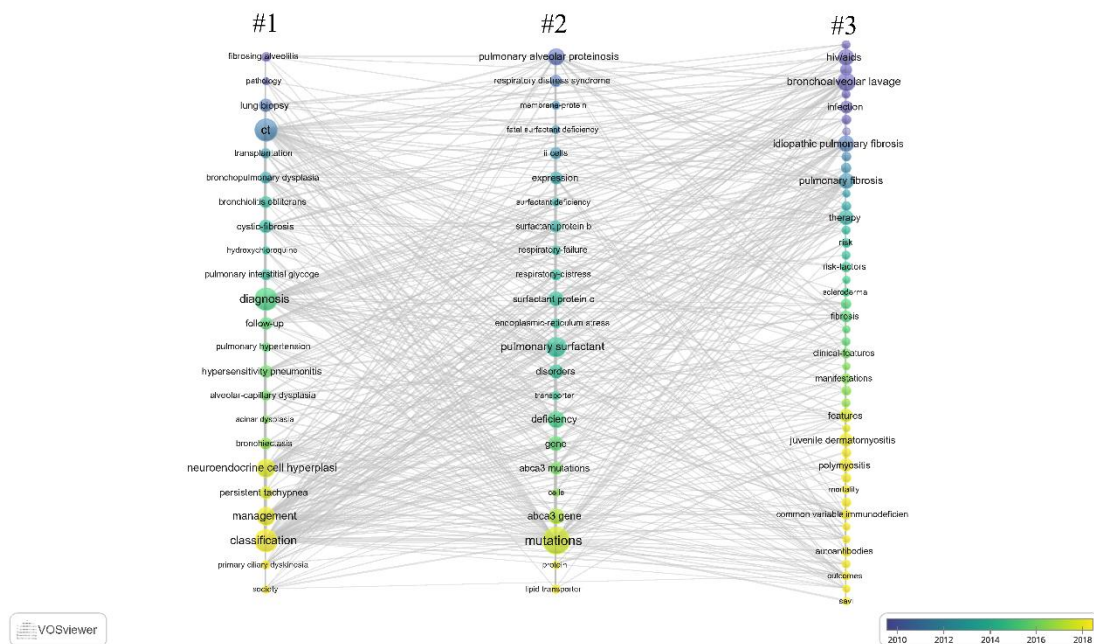 #1
#2
#3
fibrosing alveolitis
pathology
lung biopsy
ct
transplantation
bronchopulmonary dysplasia
bronchiolitis obliterans
cystic-fibrosis
hydroxychoroquine
pulmonary interstitial glycoge
diagnosis
follow-up
pulmonary hypertension
hypersensitivity pneumonitis
alveolar-capillary dysplasia
acinar dysplasia
bronchiectasis
neuroendocrine cell hyperplasi
persistent tachypnea
management
classification
primary ciliary dyskinesia
society
pulmonary alveolar proteinosis
respiratory distress syndrome
membrane-protein
fatal surfactant deficiency
ii cells
expression
surfactant deficiency
surfactant protein b
respiratory-failure
respiratory-distress
surfactant protein c
endoplasmic-reticulum stress
pulmonary surfactant
disorders
transporter
deficiency
gene
abca3 mutations
cells
abca3 gene
mutations
protein
lipid transporter
hiv/aids
bronchoalveolar lavage
infection
idiopathic pulmonary fibrosis
pulmonary fibrosis
therapy
risk
risk-factors
scleroderma
fibrosis
clinical-features
manifestations
features
juvenile dermatomyositis
polymyositis
mortality
common variable immunodeficien
autoantibodies
outcomes
savi
VOSviewer
2010 2012 2014 2016 2018